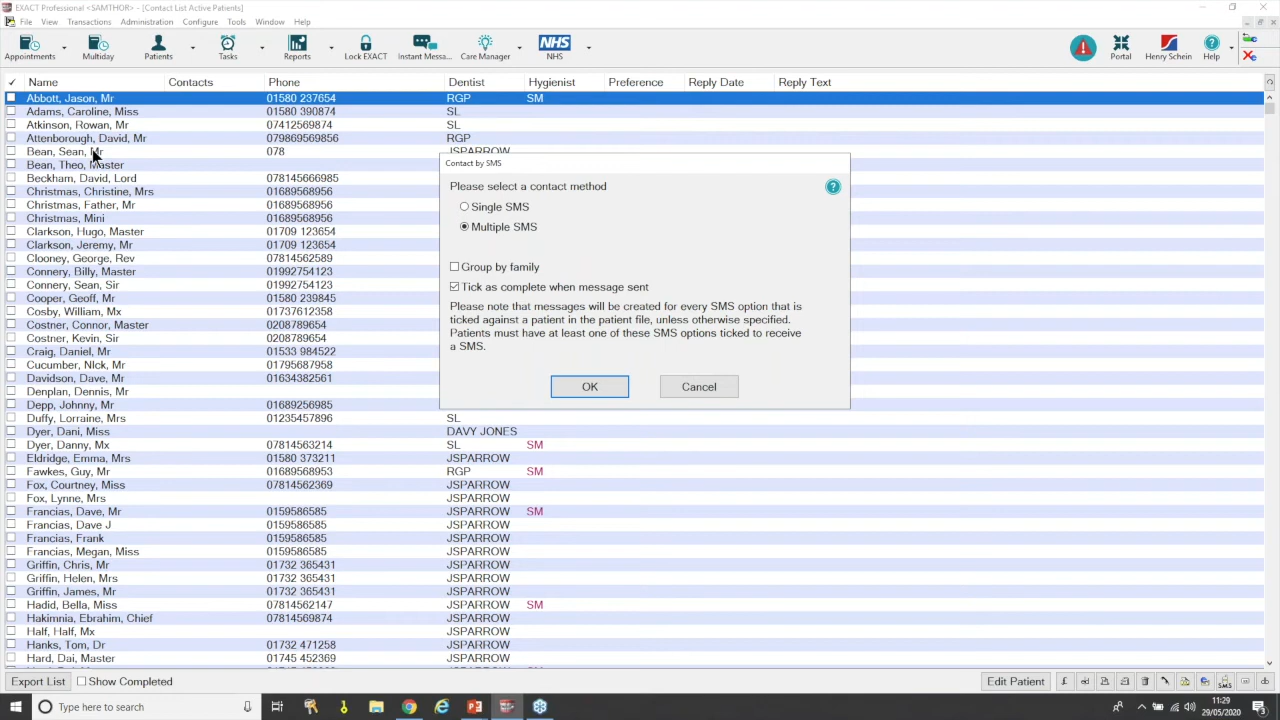 EXACT Professional <SAMTHOR> - [Contact List Active Patients]
File View Transactions Administration Configure Tools Window Help
Appointments Multiday Patients Tasks Reports Lock EXACT Instant Messa... Care Manager NHS NHS Portal Henry Schein Help
✓ Name Contacts Phone Dentist Hygienist Preference Reply Date Reply Text
Abbott, Jason, Mr 01580 237654 RGP SM
Adams, Caroline, Miss 01580 390874 SL
Atkinson, Rowan, Mr 07412569874 SL
Attenborough, David, Mr 079869569856 RGP
Bean, Sean, Mr 078 JSPARROW
Bean, Theo, Master
Beckham, David, Lord 078145666985
Christmas, Christine, Mrs 01689568956
Christmas, Father, Mr 01689568956
Christmas, Mini 01689568956
Clarkson, Hugo, Master 01709 123654
Clarkson, Jeremy, Mr 01709 123654
Clooney, George, Rev 07814562589
Connery, Billy, Master 01992754123
Connery, Sean, Sir 01992754123
Cooper, Geoff, Mr 01580 239845
Cosby, William, Mx 01737612358
Costner, Connor, Master 0208789654
Costner, Kevin, Sir 0208789654
Craig, Daniel, Mr 01533 984522
Cucumber, NIck, Mr 01795687958
Davidson, Dave, Mr 01634382561
Denplan, Dennis, Mr
Depp, Johnny, Mr 01689256985
Duffy, Lorraine, Mrs 01235457896 SL
Dyer, Dani, Miss DAVY JONES
Dyer, Danny, Mx 07814563214 SL SM
Eldridge, Emma, Mrs 01580 373211 JSPARROW
Fawkes, Guy, Mr 01689568953 RGP SM
Fox, Courtney, Miss 07814562369 JSPARROW
Fox, Lynne, Mrs JSPARROW
Francias, Dave, Mr 0159586585 JSPARROW SM
Francias, Dave J 0159586585 JSPARROW
Francias, Frank 0159586585 JSPARROW
Francias, Megan, Miss 0159586585 JSPARROW
Griffin, Chris, Mr 01732 365431 JSPARROW
Griffin, Helen, Mrs 01732 365431 JSPARROW
Griffin, James, Mr 01732 365431 JSPARROW
Hadid, Bella, Miss 07814562147 JSPARROW SM
Hakimnia, Ebrahim, Chief 07814569874 JSPARROW
Half, Half, Mx JSPARROW
Hanks, Tom, Dr 01732 471258 JSPARROW
Hard, Dai, Master 01745 452369 JSPARROW
Contact by SMS
Please select a contact method
Single SMS
Multiple SMS
Group by family
Tick as complete when message sent
Please note that messages will be created for every SMS option that is
ticked against a patient in the patient file, unless otherwise specified.
Patients must have at least one of these SMS options ticked to receive
a SMS.
OK Cancel
Export List Show Completed Edit Patient SMS
Type here to search 11:29
29/05/2020